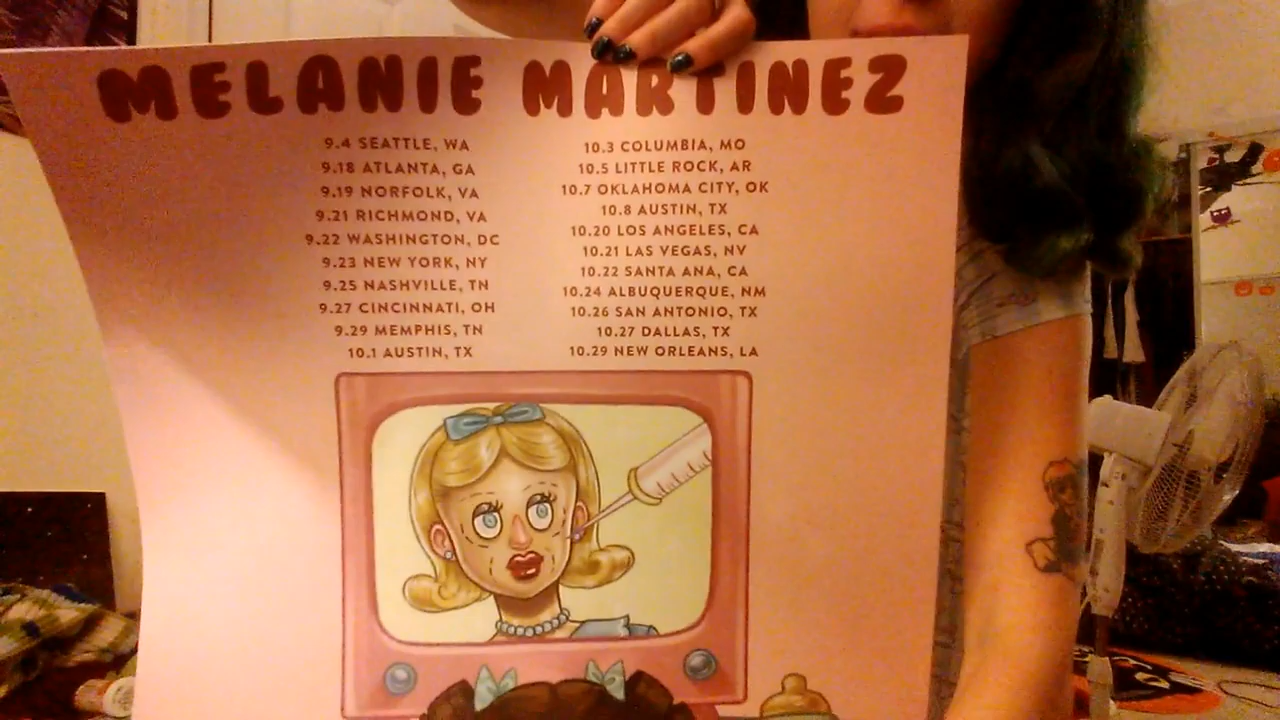 MELANIE MARTINEZ
9.4 SEATTLE, WA
9.18 ATLANTA, GA
9.19 NORFOLK, VA
9.21 RICHMOND, VA
9.22 WASHINGTON, DC
9.23 NEW YORK, NY
9.25 NASHVILLE, TN
9.27 CINCINNATI, OH
9.29 MEMPHIS, TN
10.1 AUSTIN, TX
10.3 COLUMBIA, MO
10.5 LITTLE ROCK, AR
10.7 OKLAHOMA CITY, OK
10.8 AUSTIN, TX
10.20 LOS ANGELES, CA
10.21 LAS VEGAS, NV
10.22 SANTA ANA, CA
10.24 ALBUQUERQUE, NM
10.26 SAN ANTONIO, TX
10.27 DALLAS, TX
10.29 NEW ORLEANS, LA